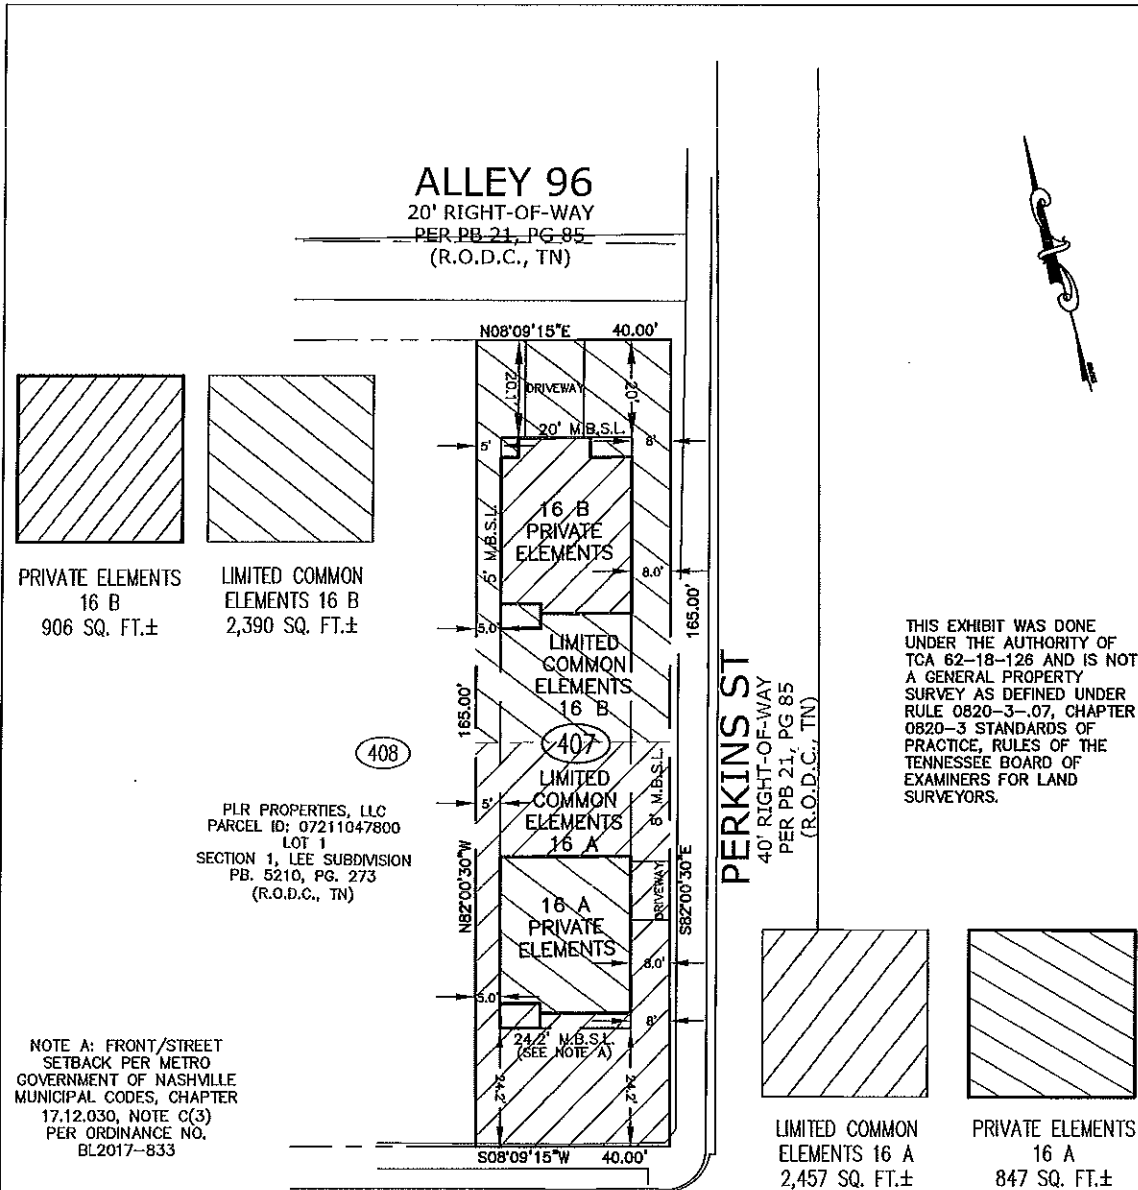 ALLEY 96
20' RIGHT-OF-WAY
PER PB 21, PG 85
(R.O.D.C., TN)
N08°09'15"E 40.00'
20.1'
DRIVEWAY
20'
20' M.B.S.L.
5'
8'
16 B
PRIVATE
ELEMENTS
5' M.B.S.L.
8.0'
5.0'
165.00'
LIMITED
COMMON
ELEMENTS
16 B
165.00'
407
408
LIMITED
COMMON
ELEMENTS
16 A
5'
8' M.B.S.L.
N82°00'30"W
S82°00'30"E
DRIVEWAY
16 A
PRIVATE
ELEMENTS
8.0'
5.0'
8'
24.2' M.B.S.L.
(SEE NOTE A)
24.2'
24.2'
S08°09'15"W 40.00'
PRIVATE ELEMENTS
16 B
906 SQ. FT.±
LIMITED COMMON
ELEMENTS 16 B
2,390 SQ. FT.±
PERKINS ST
40' RIGHT-OF-WAY
PER PB 21, PG 85
(R.O.D.C., TN)
THIS EXHIBIT WAS DONE
UNDER THE AUTHORITY OF
TCA 62-18-126 AND IS NOT
A GENERAL PROPERTY
SURVEY AS DEFINED UNDER
RULE 0820-3-.07, CHAPTER
0820-3 STANDARDS OF
PRACTICE, RULES OF THE
TENNESSEE BOARD OF
EXAMINERS FOR LAND
SURVEYORS.
PLR PROPERTIES, LLC
PARCEL ID: 07211047800
LOT 1
SECTION 1, LEE SUBDIVISION
PB. 5210, PG. 273
(R.O.D.C., TN)
NOTE A: FRONT/STREET
SETBACK PER METRO
GOVERNMENT OF NASHVILLE
MUNICIPAL CODES, CHAPTER
17.12.030, NOTE C(3)
PER ORDINANCE NO.
BL2017-833
LIMITED COMMON
ELEMENTS 16 A
2,457 SQ. FT.±
PRIVATE ELEMENTS
16 A
847 SQ. FT.±